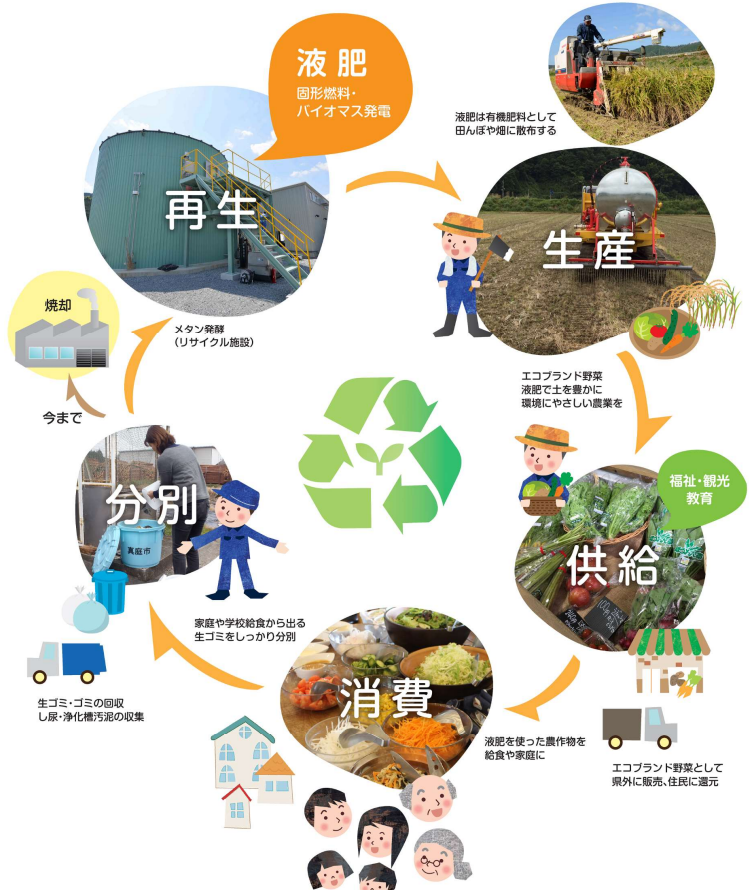 液肥
固形燃料・
バイオマス発電
再生
メタン発酵
（リサイクル施設）
液肥は有機肥料として
田んぼや畑に散布する
生産
エコブランド野菜
液肥で土を豊かに
環境にやさしい農業を
福祉・観光
教育
供給
エコブランド野菜として
県外に販売、住民に還元
液肥を使った農作物を
給食や家庭に
消費
家庭や学校給食から出る
生ゴミをしっかり分別
分別
真庭市
生ゴミ・ゴミの回収
し尿・浄化槽汚泥の収集
今まで
焼却